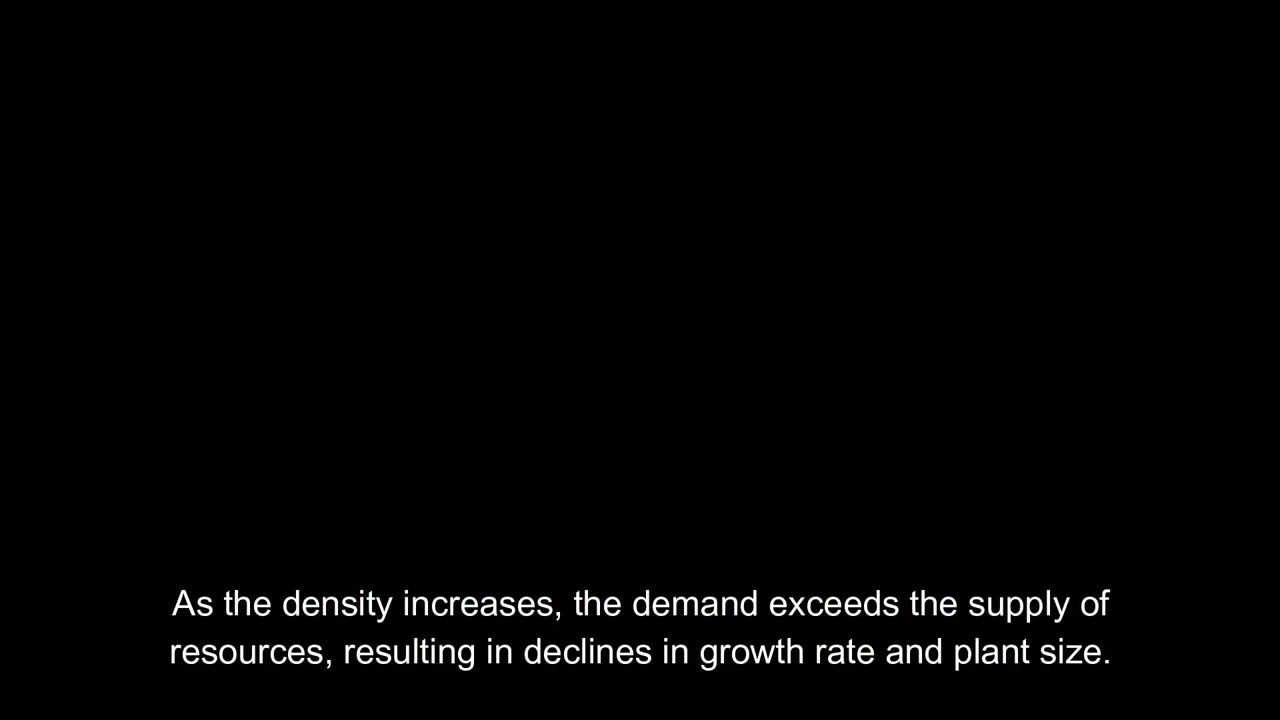 As the density increases, the demand exceeds the supply of
resources, resulting in declines in growth rate and plant size.